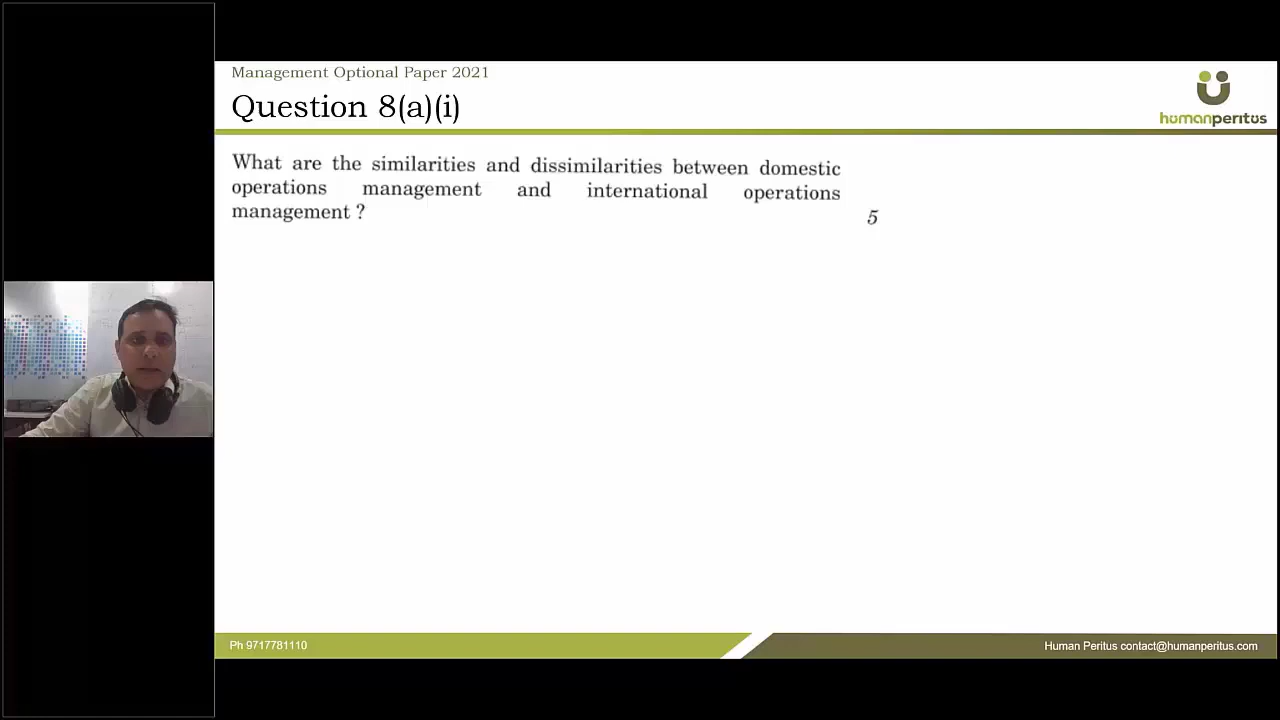 Management Optional Paper 2021
Question 8(a)(i)
humanperitus
What are the similarities and dissimilarities between domestic
operations management and international operations
management ?
5
Ph 9717781110
Human Peritus contact@humanperitus.com